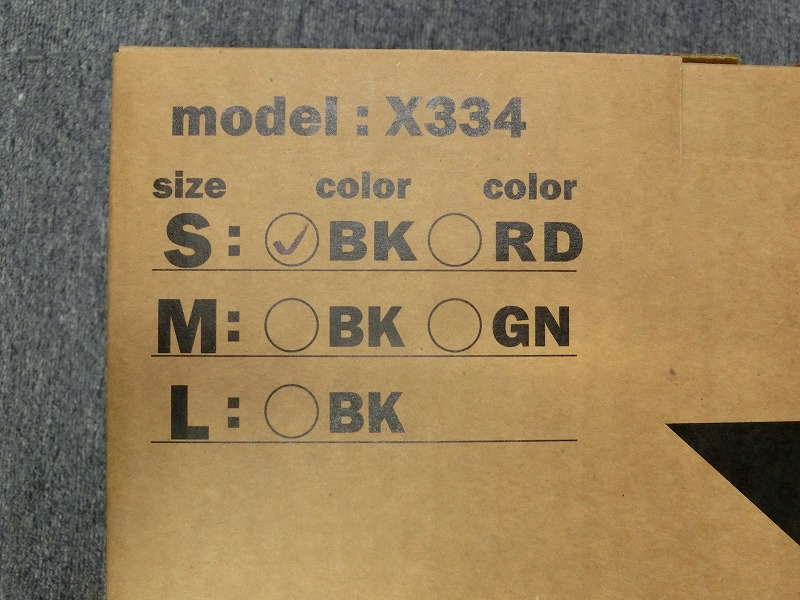 model : X334
size color color
S: BK RD
M: BK GN
L: BK